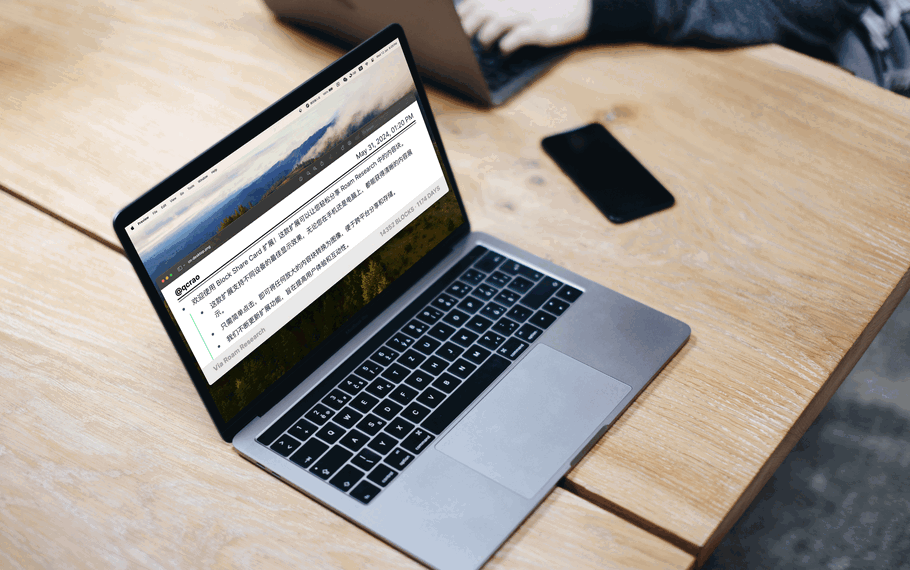 @qcrao
May 31, 2024, 01:20 PM
欢迎使用 Block Share Card 扩展！这款扩展可以让您轻松分享 Roam Research 中的内容块。
这款扩展支持不同设备的最佳显示效果，无论您在手机还是电脑上，都能获得清晰的内容展
示。
只需简单点击，即可将任何放大的内容块转换为图像，便于跨平台分享和存储。
我们不断更新扩展功能，旨在提高用户体验和互动性。
Via Roam Research
14352 BLOCKS · 1174 DAYS